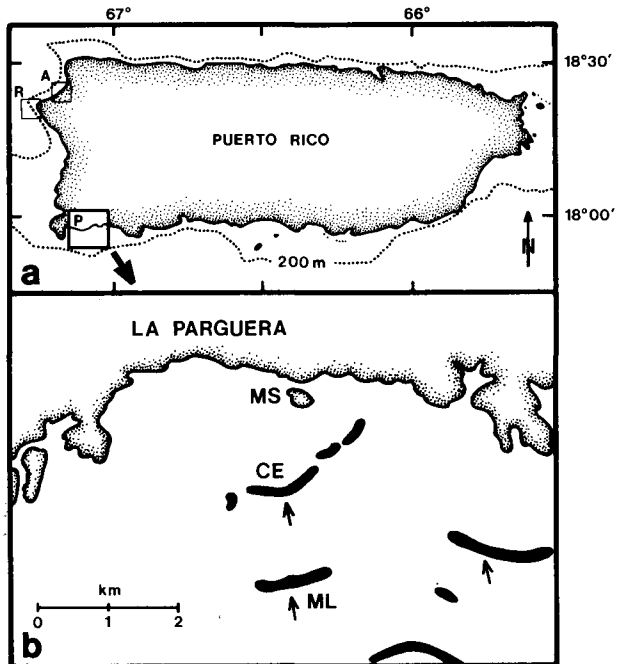 67° 66°
18°30′
A
R
PUERTO RICO
P
18°00′
N
200 m
a
LA PARGUERA
MS
CE
km
0 1 2
ML
b